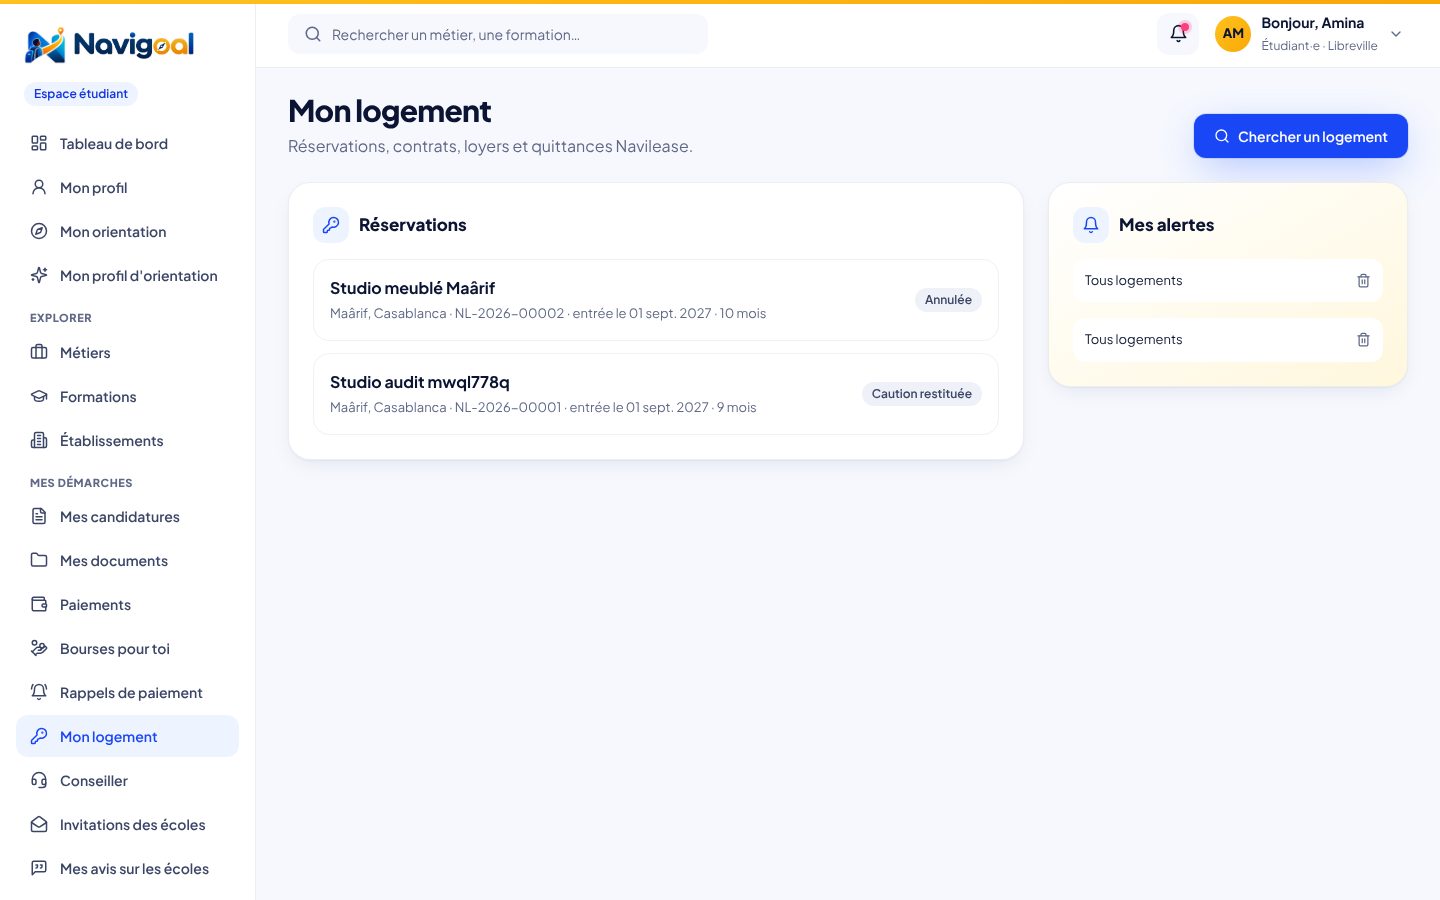 Navigoal
Espace étudiant
Tableau de bord
Mon profil
Mon orientation
Mon profil d'orientation
EXPLORER
Métiers
Formations
Établissements
MES DÉMARCHES
Mes candidatures
Mes documents
Paiements
Bourses pour toi
Rappels de paiement
Mon logement
Conseiller
Invitations des écoles
Mes avis sur les écoles
Rechercher un métier, une formation...
AM
Bonjour, Amina
Étudiant·e · Libreville
Mon logement
Réservations, contrats, loyers et quittances Navilease.
Chercher un logement
Réservations
Studio meublé Maârif
Maârif, Casablanca · NL-2026-00002 · entrée le 01 sept. 2027 · 10 mois
Annulée
Studio audit mwql778q
Maârif, Casablanca · NL-2026-00001 · entrée le 01 sept. 2027 · 9 mois
Caution restituée
Mes alertes
Tous logements
Tous logements